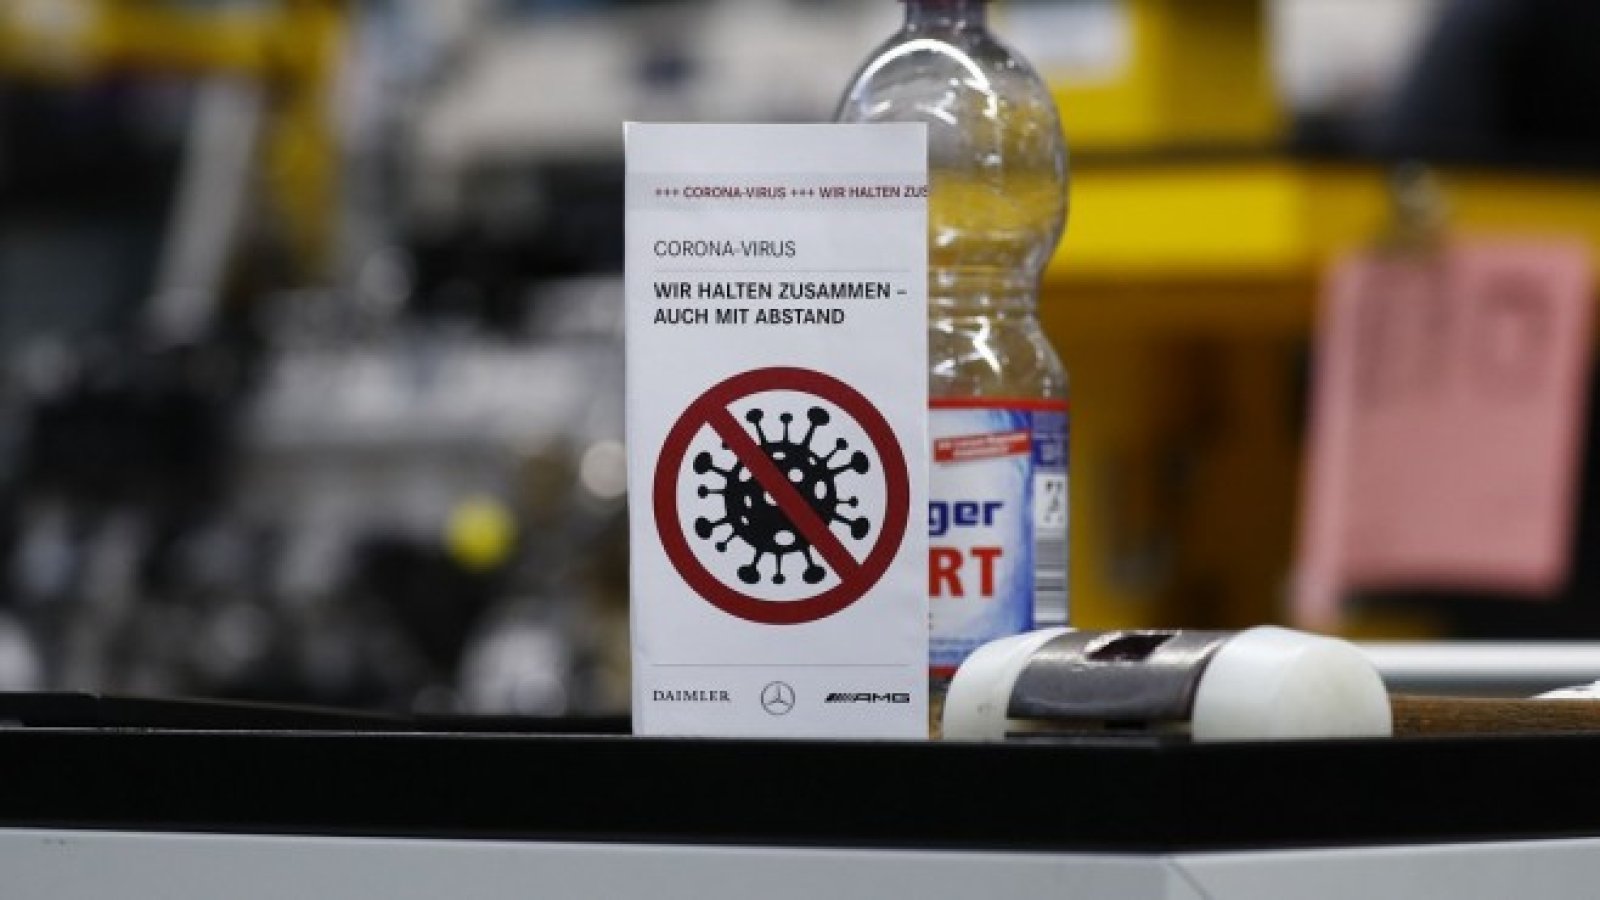 +++ CORONA-VIRUS +++ WIR HALTEN ZUS
CORONA-VIRUS
WIR HALTEN ZUSAMMEN –
AUCH MIT ABSTAND
DAIMLER
AMG
ger
RT